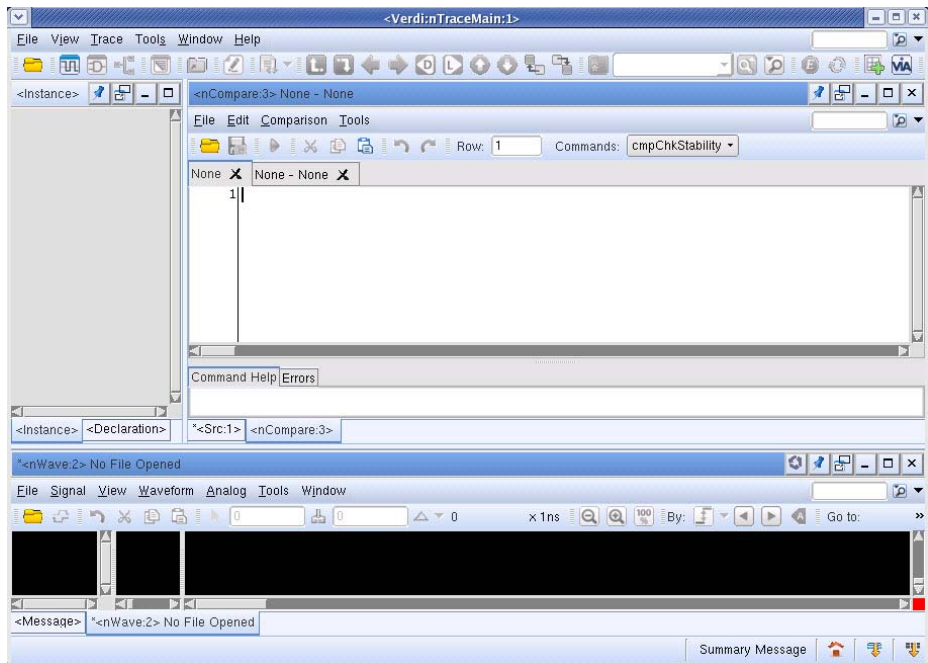 <Verdi:nTraceMain:1>
File View Trace Tools Window Help
VIA
<Instance>
<nCompare:3> None - None
File Edit Comparison Tools
Row: 1 Commands: cmpChkStability
None None - None
1
Command Help Errors
<Instance> <Declaration>
*<Src:1> <nCompare:3>
*<nWave:2> No File Opened
File Signal View Waveform Analog Tools Window
0 0 0 x 1ns 100 % By: Go to: »
<Message> *<nWave:2> No File Opened
Summary Message